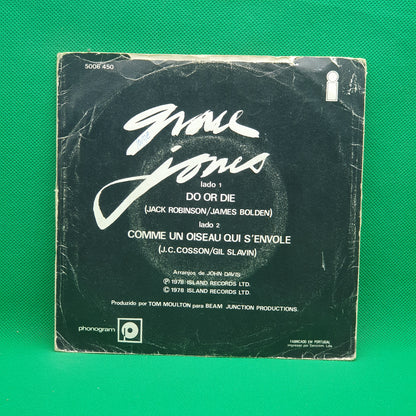 5006 450
i
grace
jones
lado 1
DO OR DIE
(JACK ROBINSON/JAMES BOLDEN)
lado 2
COMME UN OISEAU QUI S'ENVOLE
(J.C. COSSON/GIL SLAVIN)
Arranjos de JOHN DAVIS
Ⓟ 1978 ISLAND RECORDS LTD.
© 1978 ISLAND RECORDS LTD.
Produzido por TOM MOULTON para BEAM JUNCTION PRODUCTIONS.
phonogram
FABRICADO EM PORTUGAL